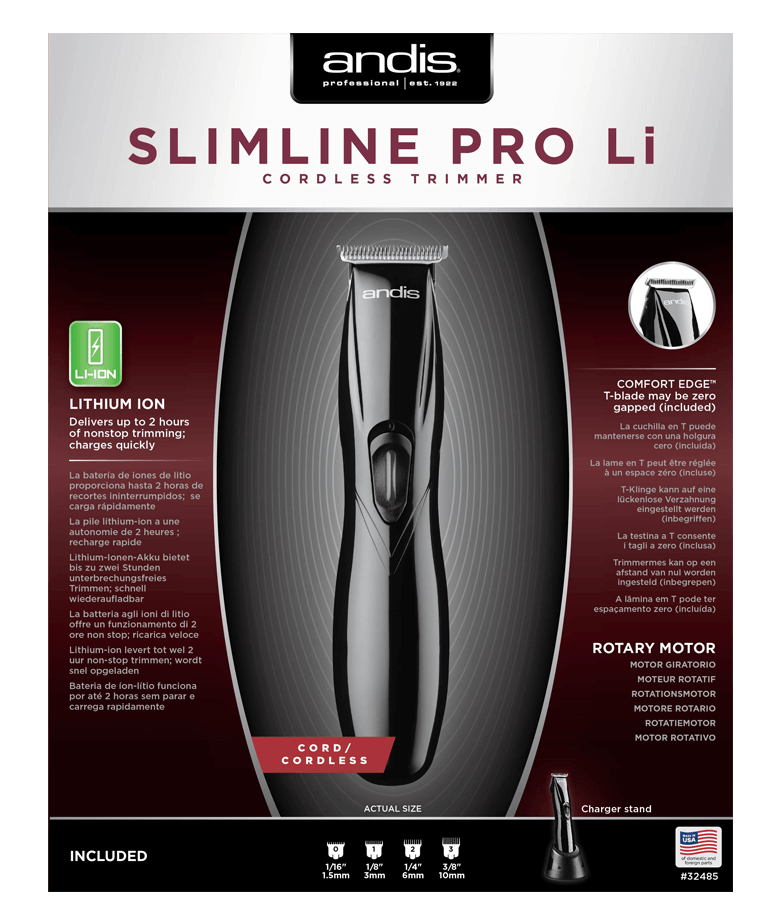 andis
professional | est. 1922
SLIMLINE PRO Li
CORDLESS TRIMMER
andis
LI-ION
LITHIUM ION
Delivers up to 2 hours
of nonstop trimming;
charges quickly
La batería de iones de litio
proporciona hasta 2 horas de
recortes ininterrumpidos; se
carga rápidamente
La pile lithium-ion a une
autonomie de 2 heures ;
recharge rapide
Lithium-Ionen-Akku bietet
bis zu zwei Stunden
unterbrechungsfreies
Trimmen; schnell
wiederaufladbar
La batteria agli ioni di litio
offre un funzionamento di 2
ore non stop; ricarica veloce
Lithium-ion levert tot wel 2
uur non-stop trimmen; wordt
snel opgeladen
Bateria de íon-lítio funciona
por até 2 horas sem parar e
carrega rapidamente
andis
COMFORT EDGE™
T-blade may be zero
gapped (included)
La cuchilla en T puede
mantenerse con una holgura
cero (incluida)
La lame en T peut être réglée
à un espace zéro (incluse)
T-Klinge kann auf eine
lückenlose Verzahnung
eingestellt werden
(inbegriffen)
La testina a T consente
i tagli a zero (inclusa)
Trimmermes kan op een
afstand van nul worden
ingesteld (inbegrepen)
A lâmina em T pode ter
espaçamento zero (incluída)
ROTARY MOTOR
MOTOR GIRATORIO
MOTEUR ROTATIF
ROTATIONSMOTOR
MOTORE ROTARIO
ROTATIEMOTOR
MOTOR ROTATIVO
CORD/
CORDLESS
ACTUAL SIZE
Charger stand
INCLUDED
0 1 2 3
1/16" 1/8" 1/4" 3/8"
1.5mm 3mm 6mm 10mm
MADE IN
USA
of domestic and
foreign parts
#32485